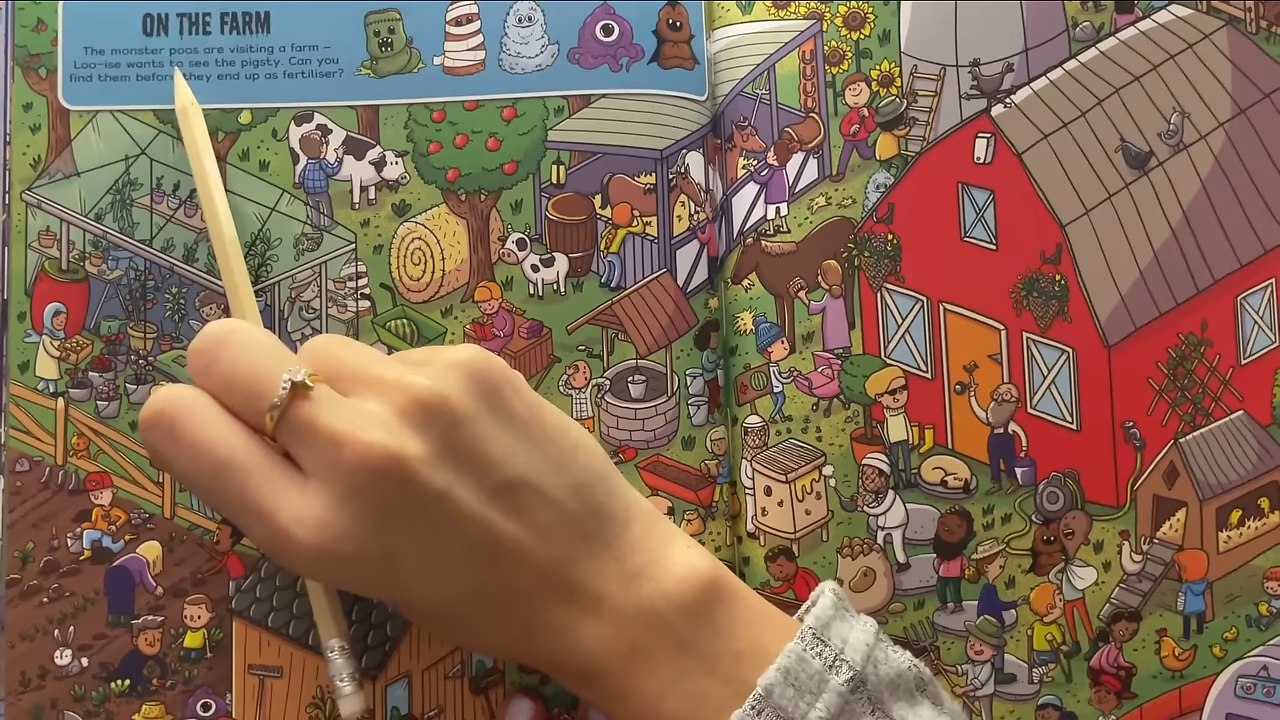 ON THE FARM
The monster poos are visiting a farm –
Loo-ise wants to see the pigsty. Can you
find them before they end up as fertiliser?